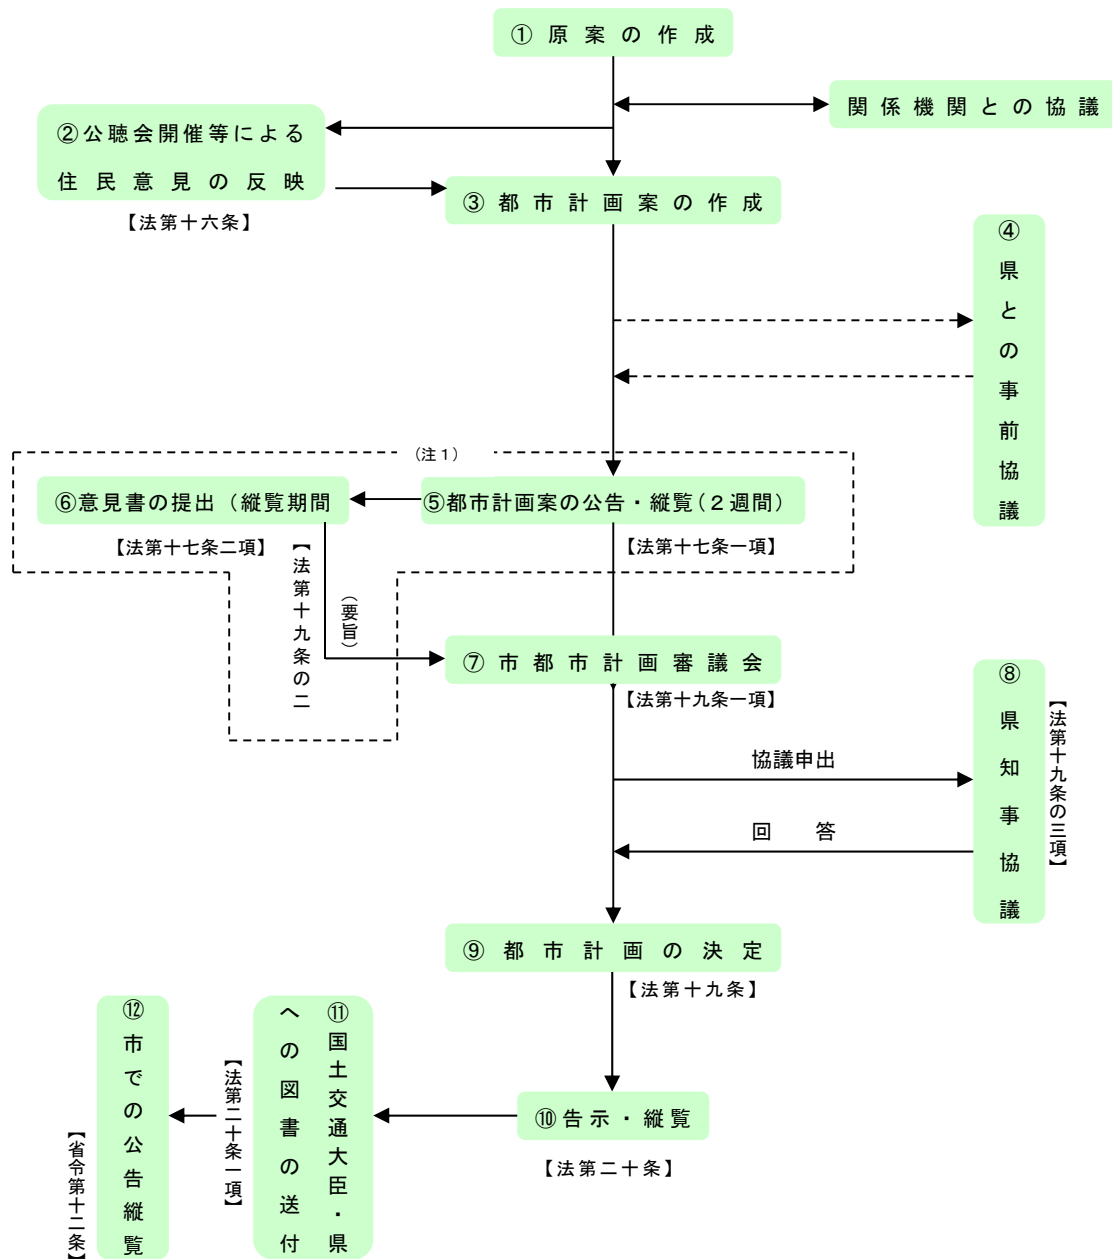 ①原案の作成
関係機関との協議
②公聴会開催等による
住民意見の反映
【法第十六条】
③都市計画案の作成
④県との事前協議
(注１)
⑤都市計画案の公告・縦覧(２週間)
【法第十七条一項】
⑥意見書の提出（縦覧期間
【法第十七条二項】
【法第十九条の二
(要旨)
⑦市都市計画審議会
【法第十九条一項】
⑧県知事協議
【法第十九条の三項】
協議申出
回　答
⑨都市計画の決定
【法第十九条】
⑩告示・縦覧
【法第二十条】
⑪国土交通大臣・県
への図書の送付
【法第二十条一項】
⑫市での公告縦覧
【省令第十二条】